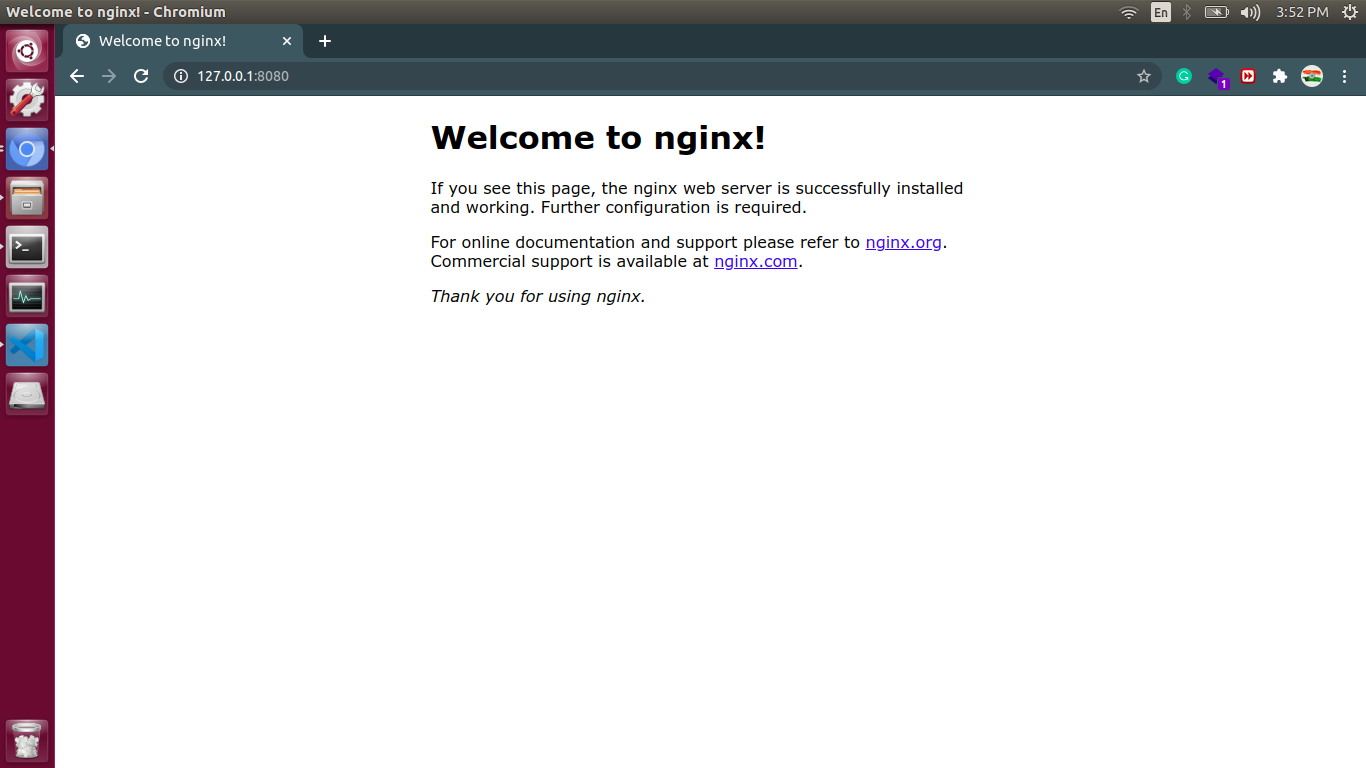 Welcome to nginx! - Chromium
En
3:52 PM
Welcome to nginx!
127.0.0.1:8080
1
Welcome to nginx!
If you see this page, the nginx web server is successfully installed
and working. Further configuration is required.
For online documentation and support please refer to nginx.org.
Commercial support is available at nginx.com.
Thank you for using nginx.